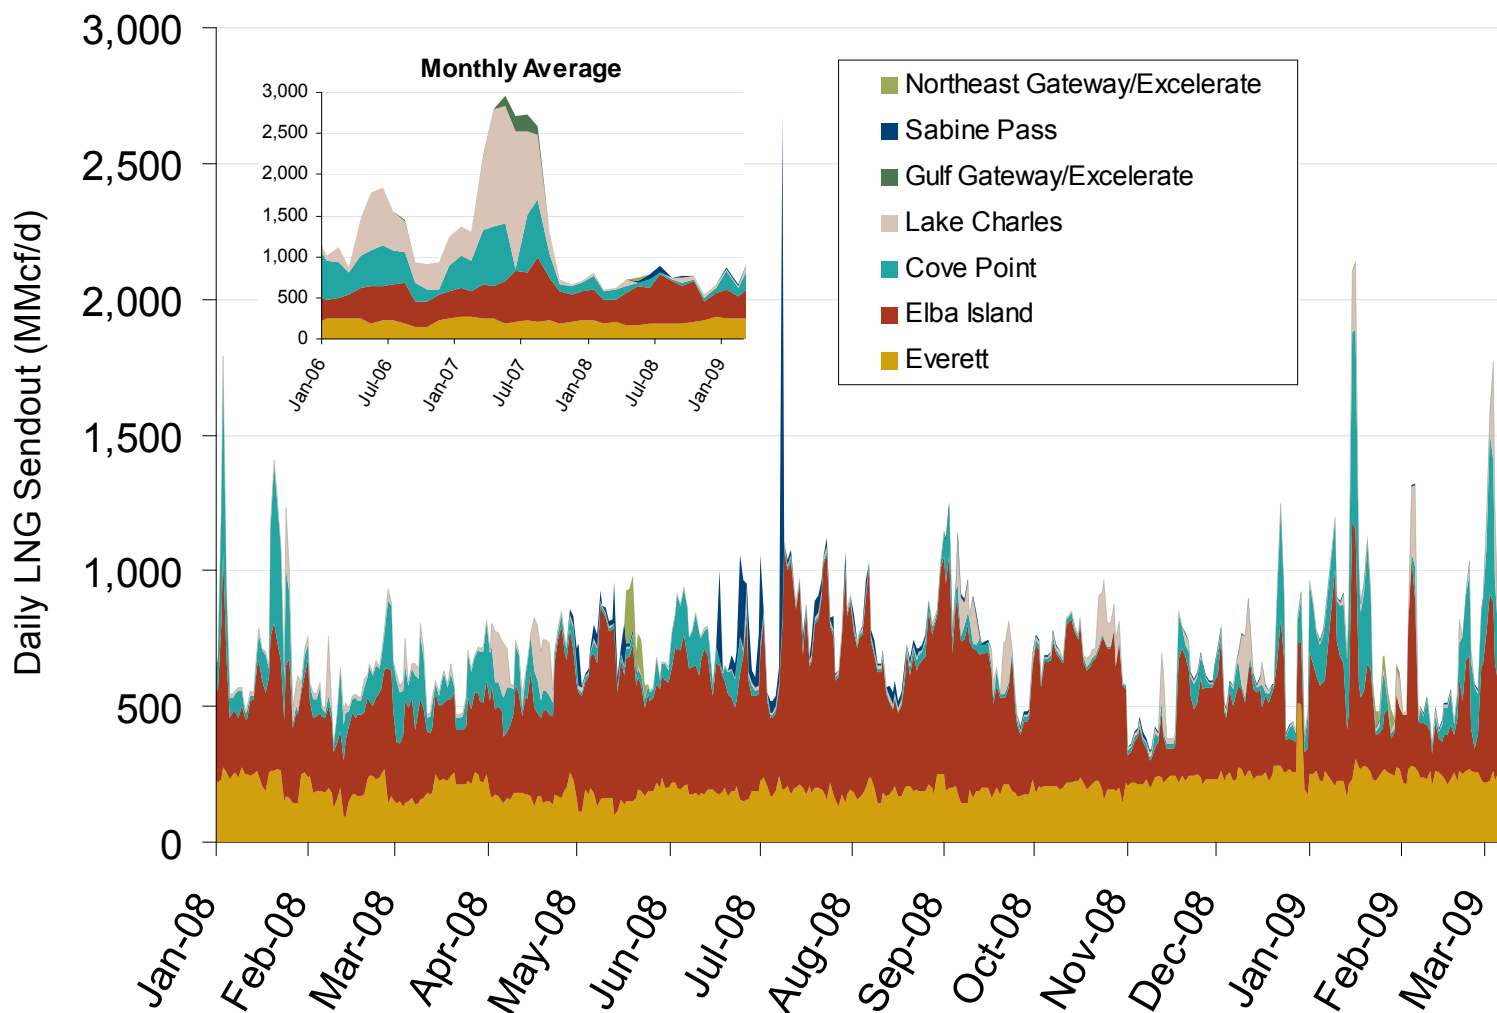 3,000
2,500
2,000
1,500
1,000
500
0
Daily LNG Sendout (MMcf/d)
Monthly Average
3,000
2,500
2,000
1,500
1,000
500
0
Jan-06
Jul-06
Jan-07
Jul-07
Jan-08
Jul-08
Jan-09
Northeast Gateway/Excelerate
Sabine Pass
Gulf Gateway/Excelerate
Lake Charles
Cove Point
Elba Island
Everett
Jan-08
Feb-08
Mar-08
Apr-08
May-08
Jun-08
Jul-08
Aug-08
Sep-08
Oct-08
Nov-08
Dec-08
Jan-09
Feb-09
Mar-09